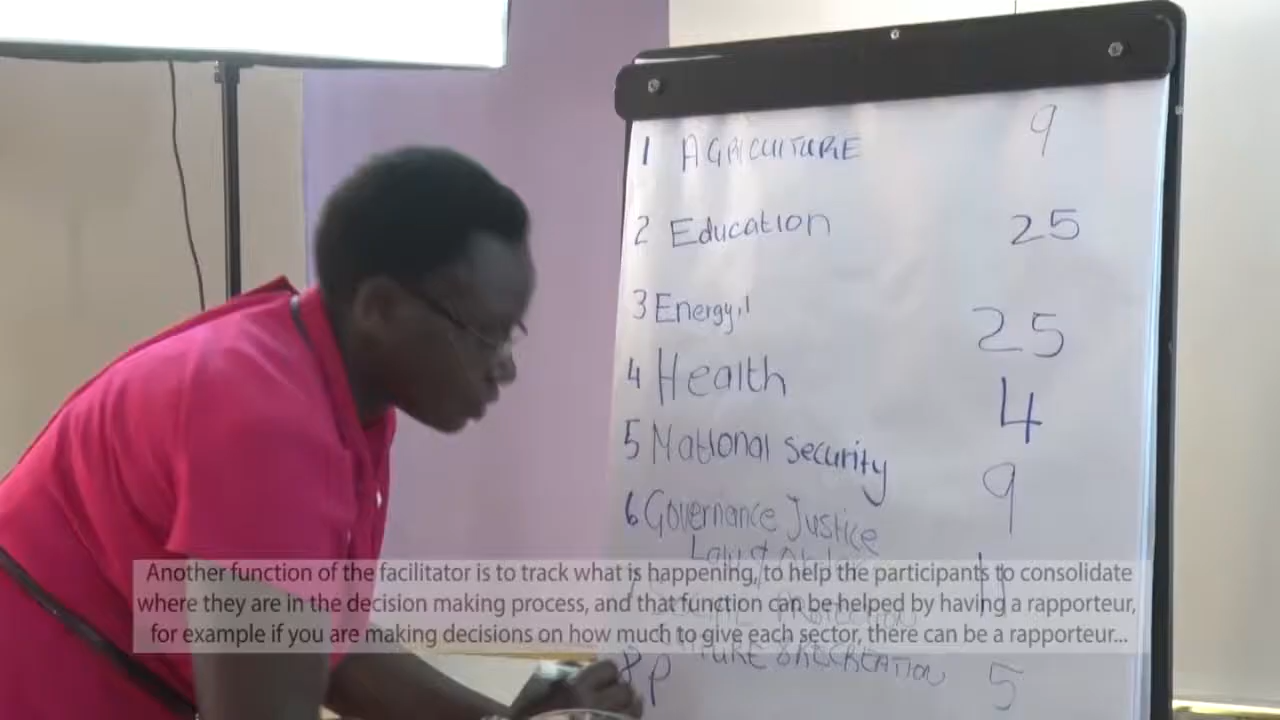 1 AGRICULTURE 9
2 Education 25
3 Energy, 25
4 Health 4
5 National security 9
6 Governance Justice
Law &
PROTECTION
8 P & RECREATION 5
Another function of the facilitator is to track what is happening, to help the participants to consolidate
where they are in the decision making process, and that function can be helped by having a rapporteur,
for example if you are making decisions on how much to give each sector, there can be a rapporteur...